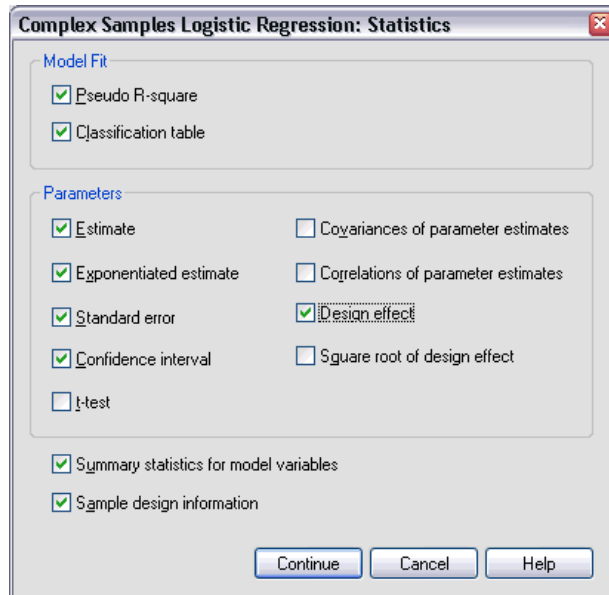 Complex Samples Logistic Regression: Statistics
Model Fit
Pseudo R-square
Classification table
Parameters
Estimate
Covariances of parameter estimates
Exponentiated estimate
Correlations of parameter estimates
Standard error
Design effect
Confidence interval
Square root of design effect
t-test
Summary statistics for model variables
Sample design information
Continue
Cancel
Help